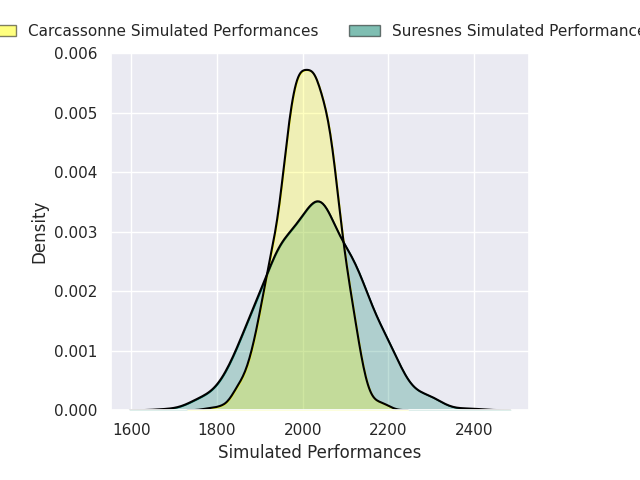 Carcassonne Simulated Performances Suresnes Simulated Performance
0.006
0.005
0.004
0.003
0.002
0.001
0.000
Density
1600 1800 2000 2200 2400
Simulated Performances